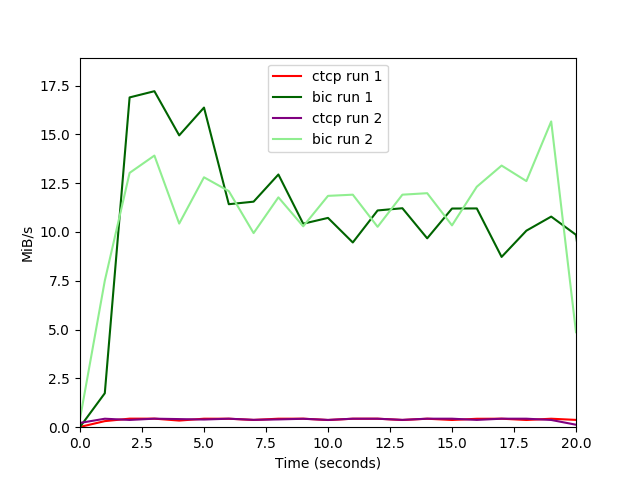 ctcp run 1
bic run 1
ctcp run 2
bic run 2
17.5
15.0
12.5
10.0
7.5
5.0
2.5
0.0
MiB/s
0.0 2.5 5.0 7.5 10.0 12.5 15.0 17.5 20.0
Time (seconds)